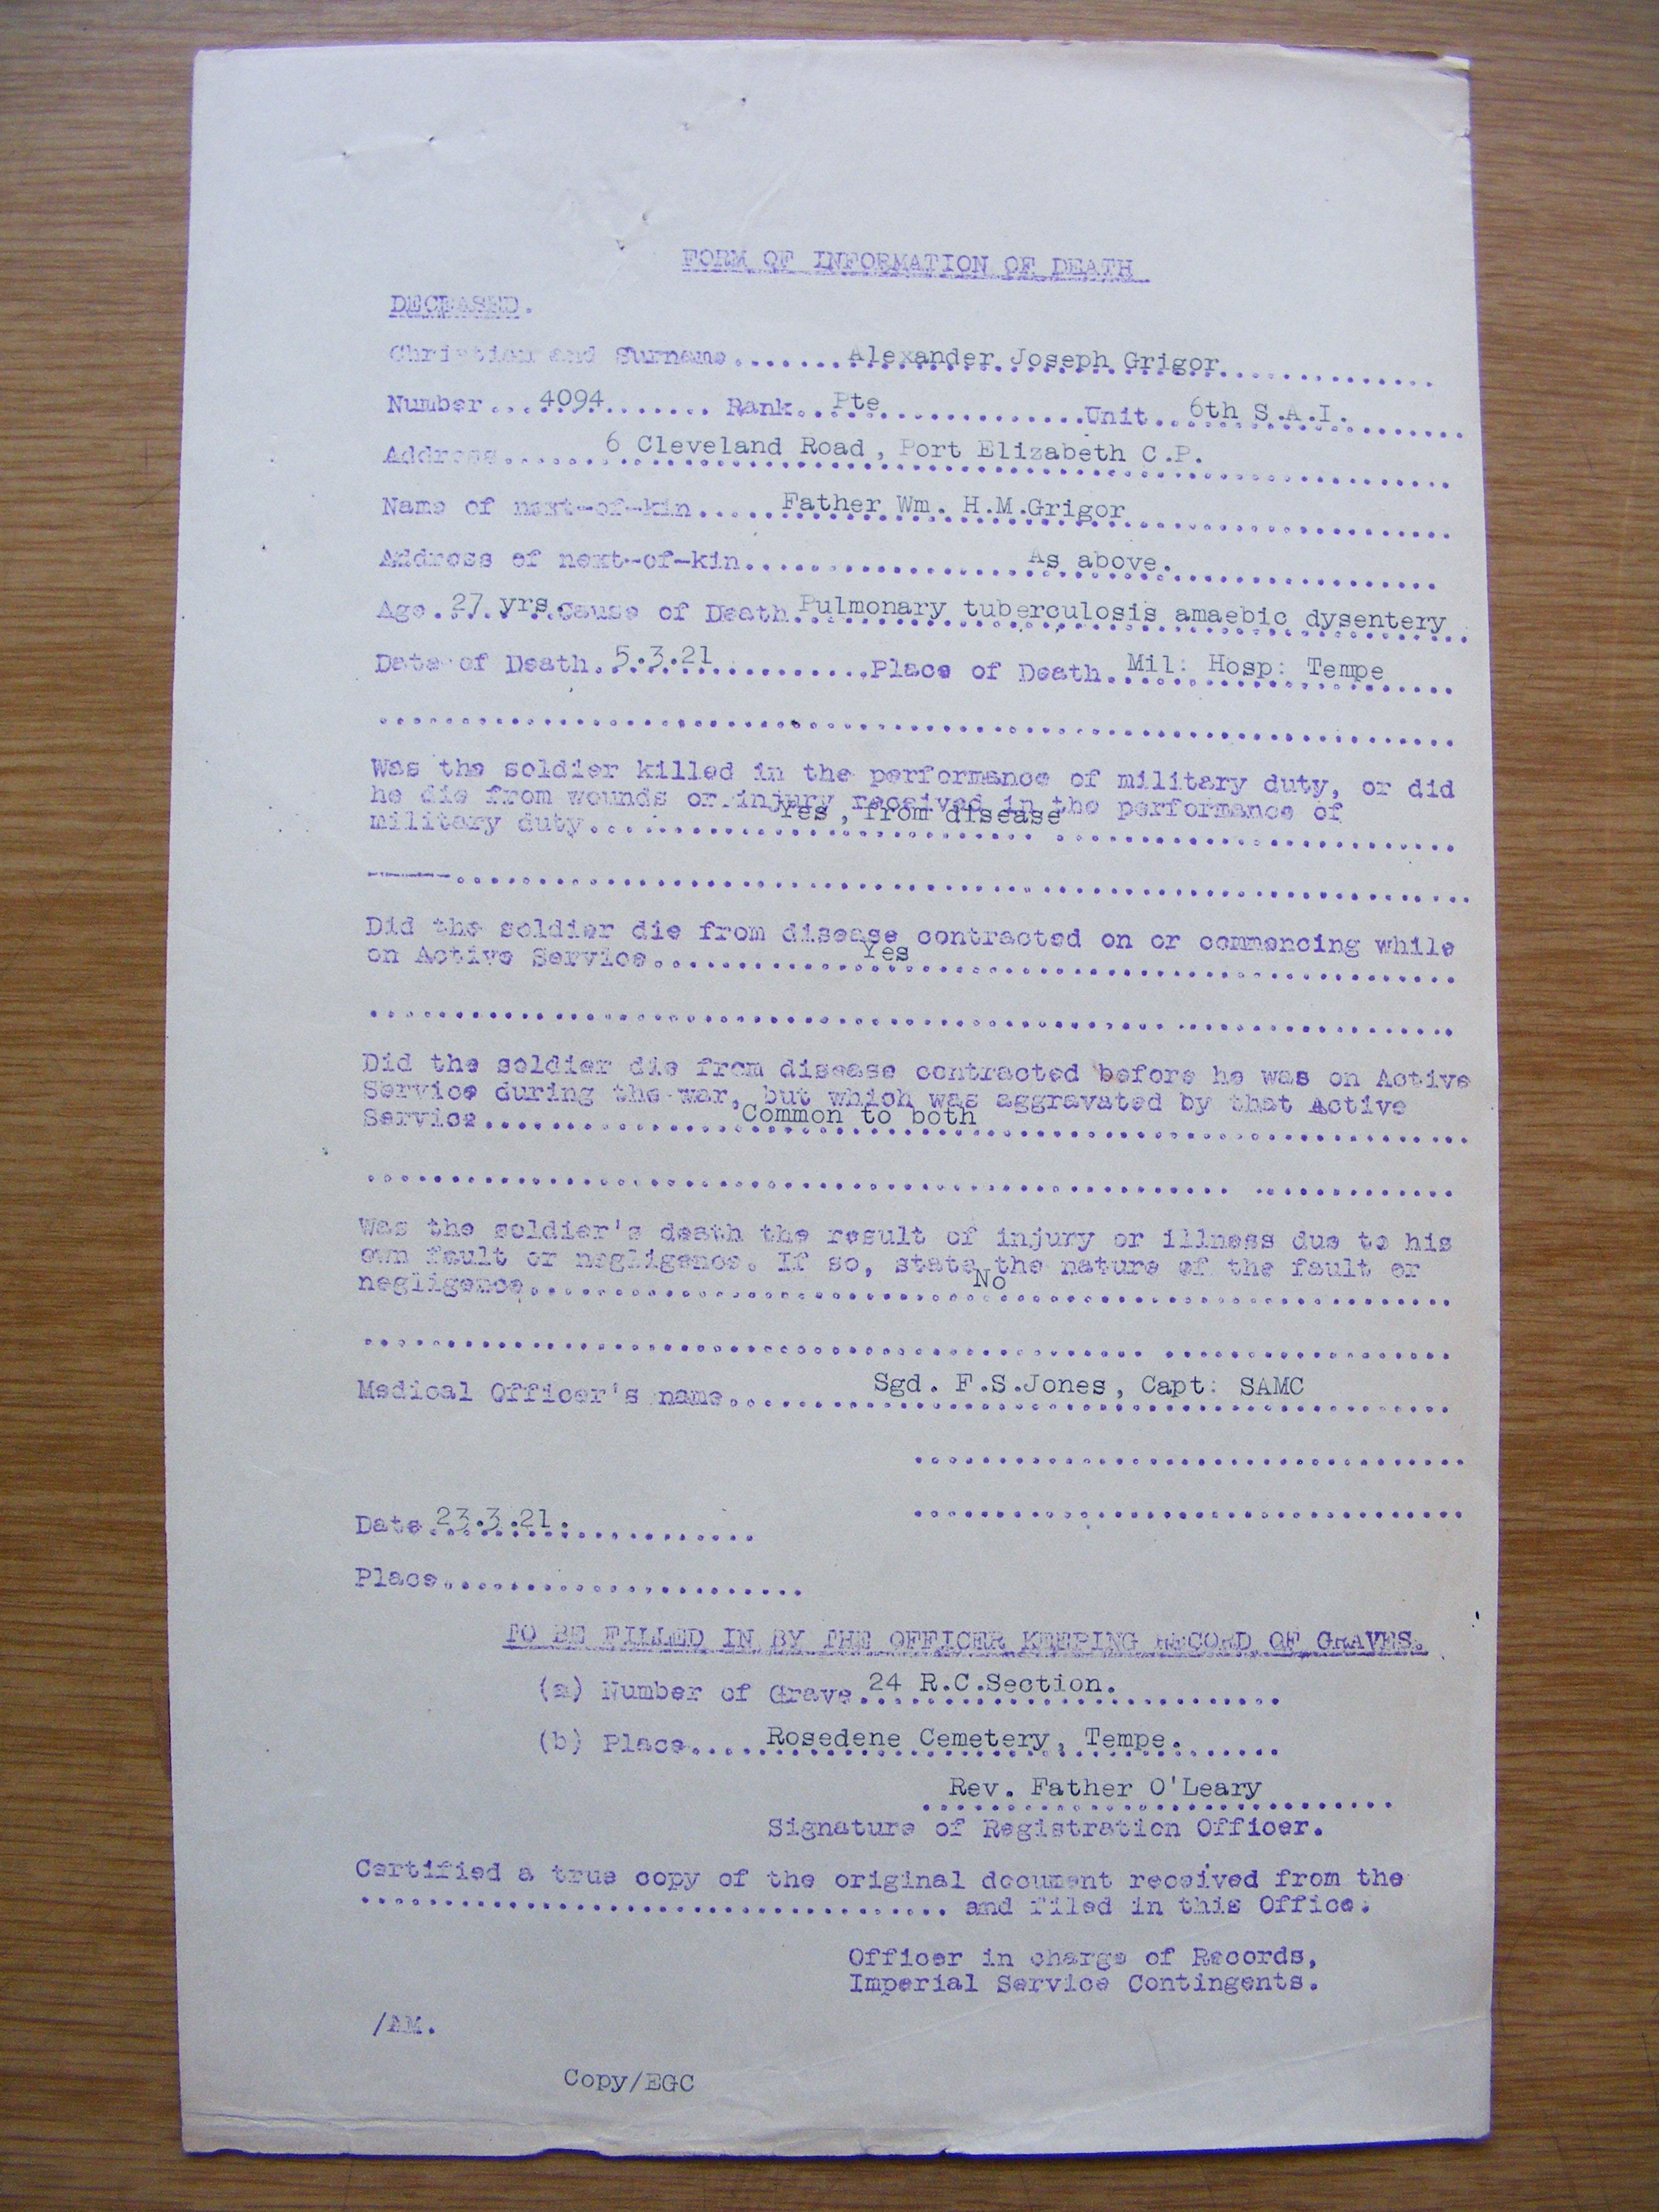 FORM OF INFORMATION OF DEATH
DECEASED.
Christian and Surname.......Alexander Joseph Grigor..............
Number...4094....... Rank...Pte...............Unit...6th S.A.I.......
Address......6 Cleveland Road, Port Elizabeth C.P...............
Name of next-of-kin.....Father Wm. H.M.Grigor....................
Address of next-of-kin.................As above.................
Age.27 yrs.Cause of Death.Pulmonary tuberculosis amaebic dysentery
Date of Death.5.3.21............Place of Death.Mil: Hosp: Tempe....
................................................................
Was the soldier killed in the performance of military duty, or did
he die from wounds or injury received in the performance of
military duty...........Yes, from disease........................
................................................................
Did the soldier die from disease contracted on or commencing while
on Active Service............Yes.................................
................................................................
Did the soldier die from disease contracted before he was on Active
Service during the war, but which was aggravated by that Active
Service................Common to both............................
................................................................
Was the soldier's death the result of injury or illness due to his
own fault or negligence. If so, state the nature of the fault or
negligence..........................No...........................
................................................................
Medical Officer's name........Sgd. F.S.Jones, Capt: SAMC.........
.................................
.................................
Date.23.3.21.............
Place......................
TO BE FILLED IN BY THE OFFICER KEEPING RECORD OF GRAVES.
(a) Number of Grave.24 R.C.Section...........
(b) Place.....Rosedene Cemetery, Tempe.......
Rev. Father O'Leary
............................
Signature of Registration Officer.
Certified a true copy of the original document received from the
................................... and filed in this Office.
Officer in charge of Records,
Imperial Service Contingents.
/AM.
Copy/EGC